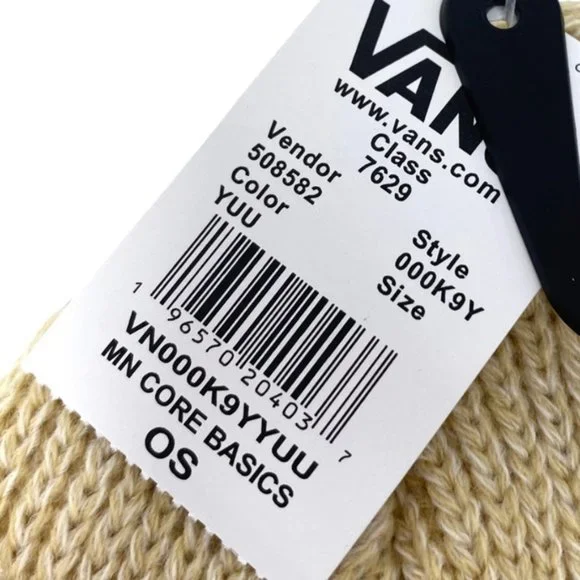 VANS
www.vans.com
Class
7629
Vendor
508582
Color
YUU
Style
000K9Y
Size
1 96570 20403 7
VN000K9YYUU
MN CORE BASICS
OS